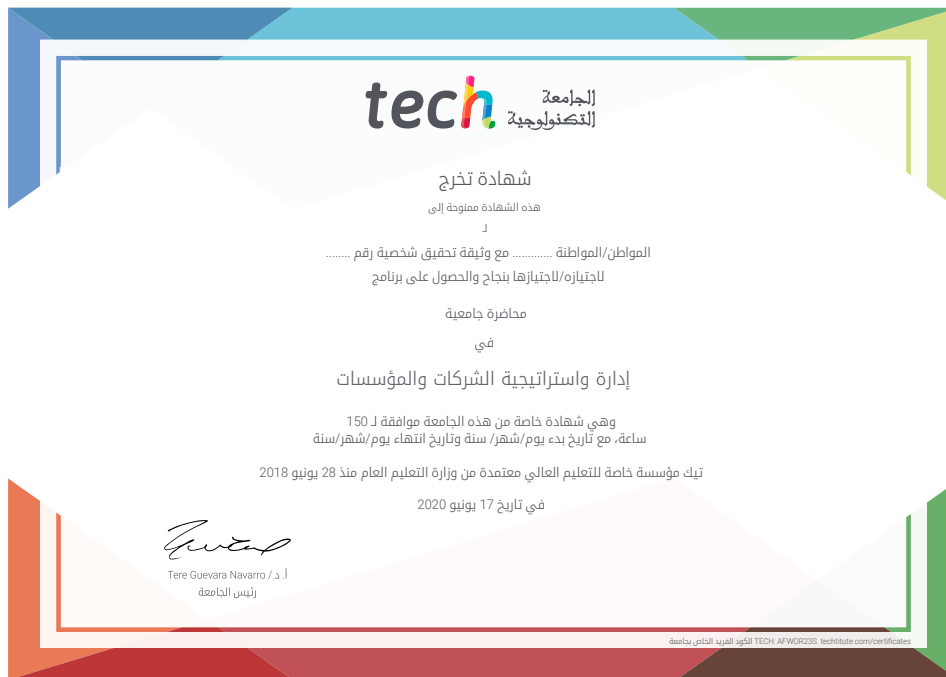 tech الجامعة
التكنولوجية
شهادة تخرج
هذه الشهادة ممنوحة إلى
لـ
المواطن/المواطنة ............ مع وثيقة تحقيق شخصية رقم ........
لاجتيازه/لاجتيازها بنجاح والحصول على برنامج
محاضرة جامعية
في
إدارة واستراتيجية الشركات والمؤسسات
وهي شهادة خاصة من هذه الجامعة موافقة لـ 150
ساعة، مع تاريخ بدء يوم/شهر/ سنة وتاريخ انتهاء يوم/شهر/سنة
تيك مؤسسة خاصة للتعليم العالي معتمدة من وزارة التعليم العام منذ 28 يونيو 2018
في تاريخ 17 يونيو 2020
أ. د./ Tere Guevara Navarro
رئيس الجامعة
الكود الفريد الخاص بجامعة TECH: AFWOR23S techtitute.com/certificates